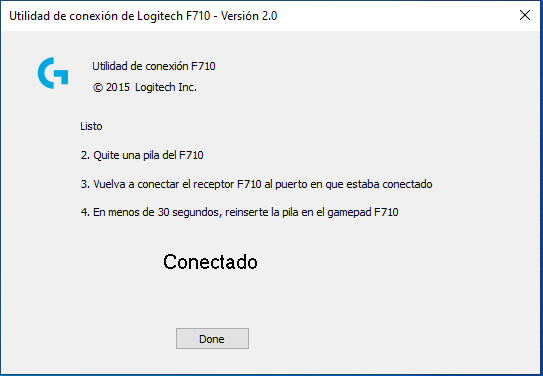 Utilidad de conexión de Logitech F710 - Versión 2.0
Utilidad de conexión F710
© 2015 Logitech Inc.
Listo
2. Quite una pila del F710
3. Vuelva a conectar el receptor F710 al puerto en que estaba conectado
4. En menos de 30 segundos, reinserte la pila en el gamepad F710
Conectado
Done